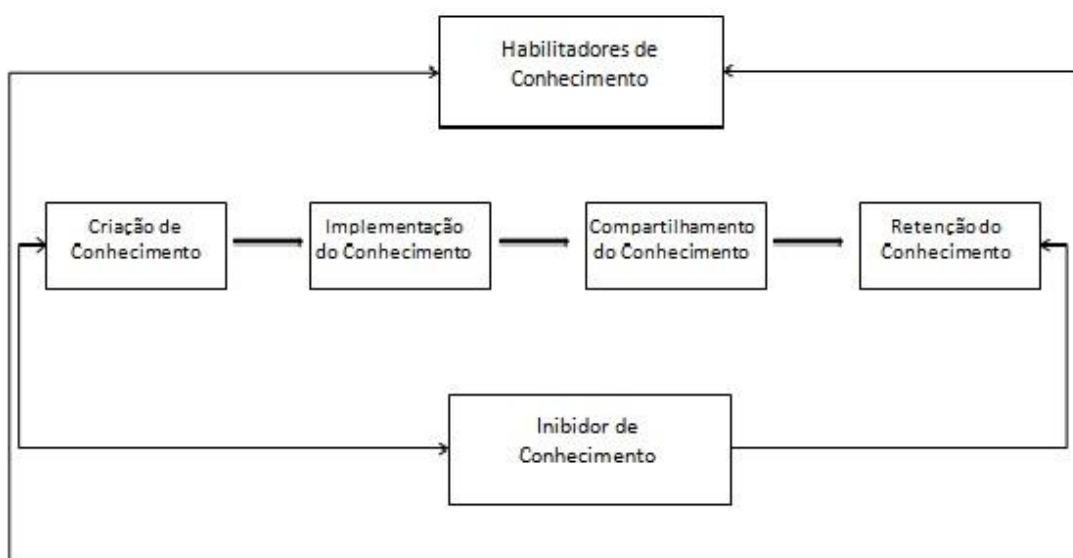 Habilitadores de
Conhecimento
Criação de
Conhecimento
Implementação
do Conhecimento
Compartilhamento
do Conhecimento
Retenção do
Conhecimento
Inibidor de
Conhecimento